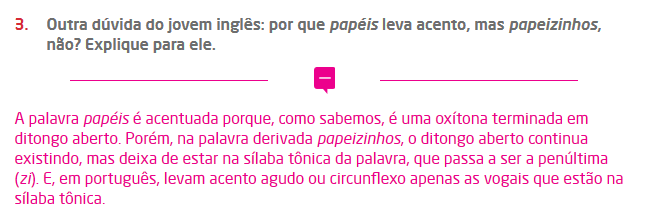 3. Outra dúvida do jovem inglês: por que papéis leva acento, mas papeizinhos,
não? Explique para ele.
A palavra papéis é acentuada porque, como sabemos, é uma oxítona terminada em
ditongo aberto. Porém, na palavra derivada papeizinhos, o ditongo aberto continua
existindo, mas deixa de estar na sílaba tônica da palavra, que passa a ser a penúltima
(zi). E, em português, levam acento agudo ou circunflexo apenas as vogais que estão na
sílaba tônica.